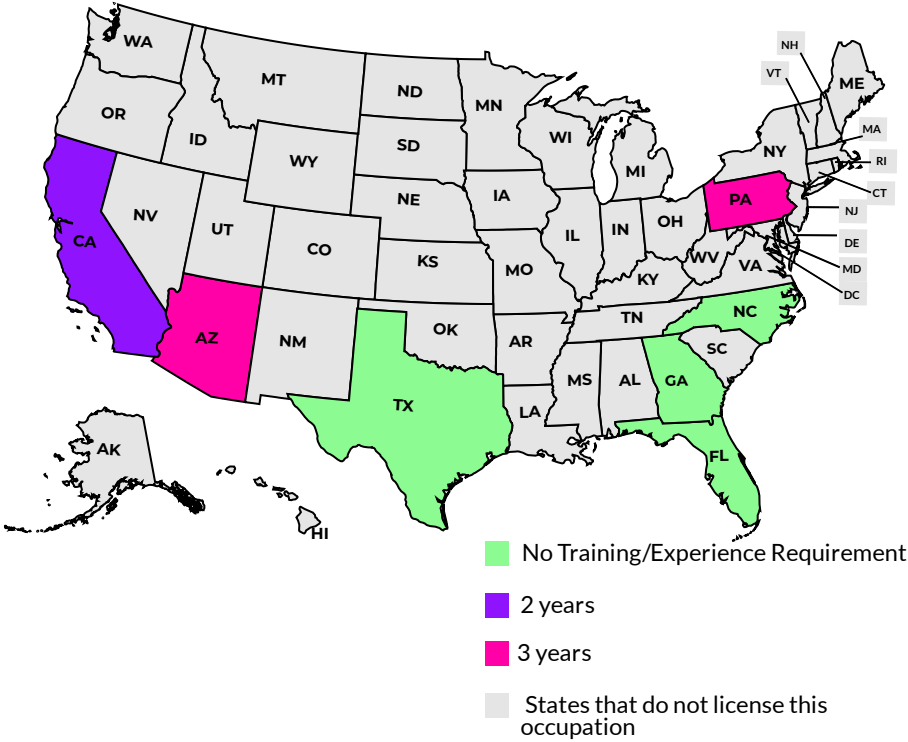 WA
MT
ND
MN
OR
ID
WY
SD
WI
MI
NY
NH
VT
ME
MA
RI
CT
NJ
DE
MD
DC
PA
CA
NV
UT
CO
NE
IA
IL
IN
OH
WV
VA
KS
MO
KY
AZ
NM
OK
AR
TN
NC
SC
TX
LA
MS
AL
GA
FL
AK
HI
No Training/Experience Requirement
2 years
3 years
States that do not license this
occupation